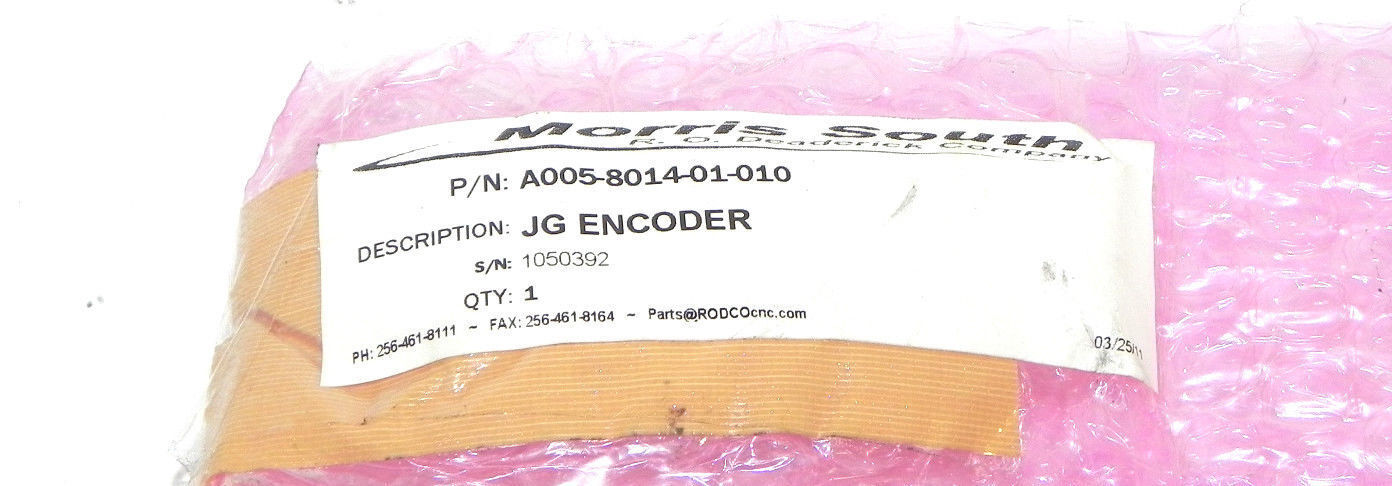 Morris South
R. O. Deaderick Company
P/N: A005-8014-01-010
DESCRIPTION: JG ENCODER
S/N: 1050392
QTY: 1
PH: 256-461-8111 ~ FAX: 256-461-8164 ~ Parts@RODCOcnc.com
03/25/11